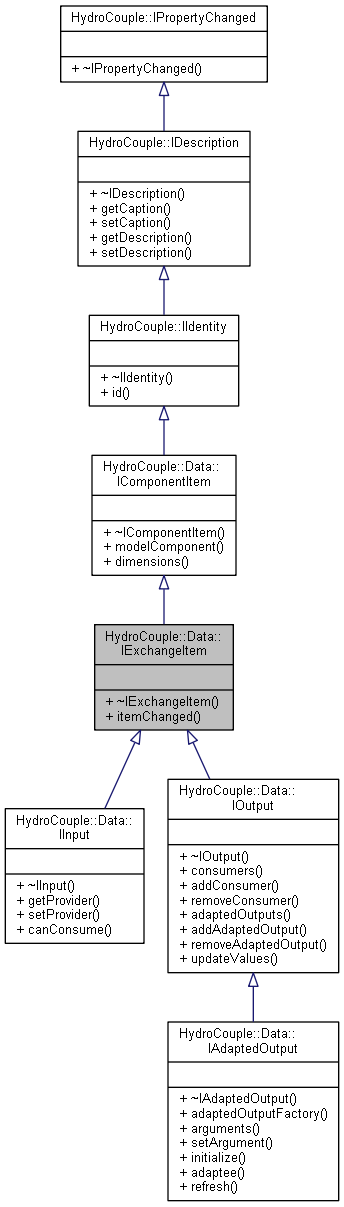 HydroCouple::IPropertyChanged
+ ~IPropertyChanged()
HydroCouple::IDescription
+ ~IDescription()
+ getCaption()
+ setCaption()
+ getDescription()
+ setDescription()
HydroCouple::IIdentity
+ ~IIdentity()
+ id()
HydroCouple::Data::
IComponentItem
+ ~IComponentItem()
+ modelComponent()
+ dimensions()
HydroCouple::Data::
IExchangeItem
+ ~IExchangeItem()
+ itemChanged()
HydroCouple::Data::
IInput
+ ~IInput()
+ getProvider()
+ setProvider()
+ canConsume()
HydroCouple::Data::
IOutput
+ ~IOutput()
+ consumers()
+ addConsumer()
+ removeConsumer()
+ adaptedOutputs()
+ addAdaptedOutput()
+ removeAdaptedOutput()
+ updateValues()
HydroCouple::Data::
IAdaptedOutput
+ ~IAdaptedOutput()
+ adaptedOutputFactory()
+ arguments()
+ setArgument()
+ initialize()
+ adaptee()
+ refresh()